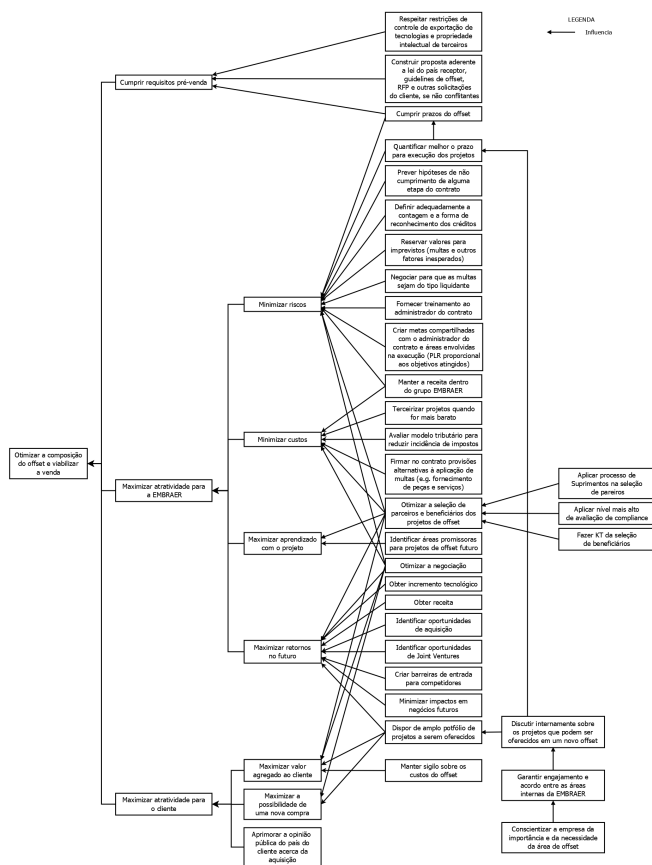 LEGENDA
Influencia
Respeitar restrições
de controle de exportação de
tecnologias e propriedade
intelectual de terceiros
Construir proposta aderente
a lei do país receptor,
guidelines de offset,
RFP e outras solicitações
do cliente, se não conflitantes
Cumprir requisitos pré-venda
Cumprir prazos do offset
Quantificar melhor o prazo
para execução dos projetos
Prever hipóteses de não
cumprimento de alguma
etapa do contrato
Definir adequadamente a
contagem e a forma de
reconhecimento dos créditos
Reservar valores para
imprevistos (multas e outros
fatores inesperados)
Negociar para que as multas
sejam do tipo liquidante
Minimizar riscos
Fornecer treinamento ao
administrador do contrato
Criar metas compartilhadas
com o administrador do
contrato e áreas envolvidas
na execução (PLR proporcional
aos objetivos atingidos)
Manter a receita dentro
do grupo EMBRAER
Terceirizar projetos quando
for mais barato
Minimizar custos
Avaliar modelo tributário para
reduzir incidência de impostos
Firmar no contrato provisões
alternativas à aplicação de
multas (e.g. fornecimento
de peças e serviços)
Otimizar a composição
do offset e viabilizar
a venda
Maximizar atratividade para
a EMBRAER
Otimizar a seleção de
parceiros e beneficiários dos
projetos de offset
Aplicar processo de
Suprimentos na seleção
de pareiros
Aplicar nível mais alto
de avaliação de compliance
Fazer KT da seleção
de beneficiários
Maximizar aprendizado
com o projeto
Identificar áreas promissoras
para projetos de offset futuro
Otimizar a negociação
Obter incremento tecnológico
Obter receita
Identificar oportunidades
de aquisição
Maximizar retornos
no futuro
Identificar oportunidades
de Joint Ventures
Criar barreiras de entrada
para competidores
Minimizar impactos em
negócios futuros
Dispor de amplo potfólio de
projetos a serem oferecidos
Discutir internamente sobre
os projetos que podem ser
oferecidos em um novo offset
Maximizar valor
agregado ao cliente
Manter sigilo sobre os
custos do offset
Garantir engajamento e
acordo entre as áreas
internas da EMBRAER
Maximizar atratividade para
o cliente
Maximizar a
possibilidade de
uma nova compra
Aprimorar a opinião
pública do país do
cliente acerca da
aquisição
Conscientizar a empresa da
importância e da necessidade
da área de offset